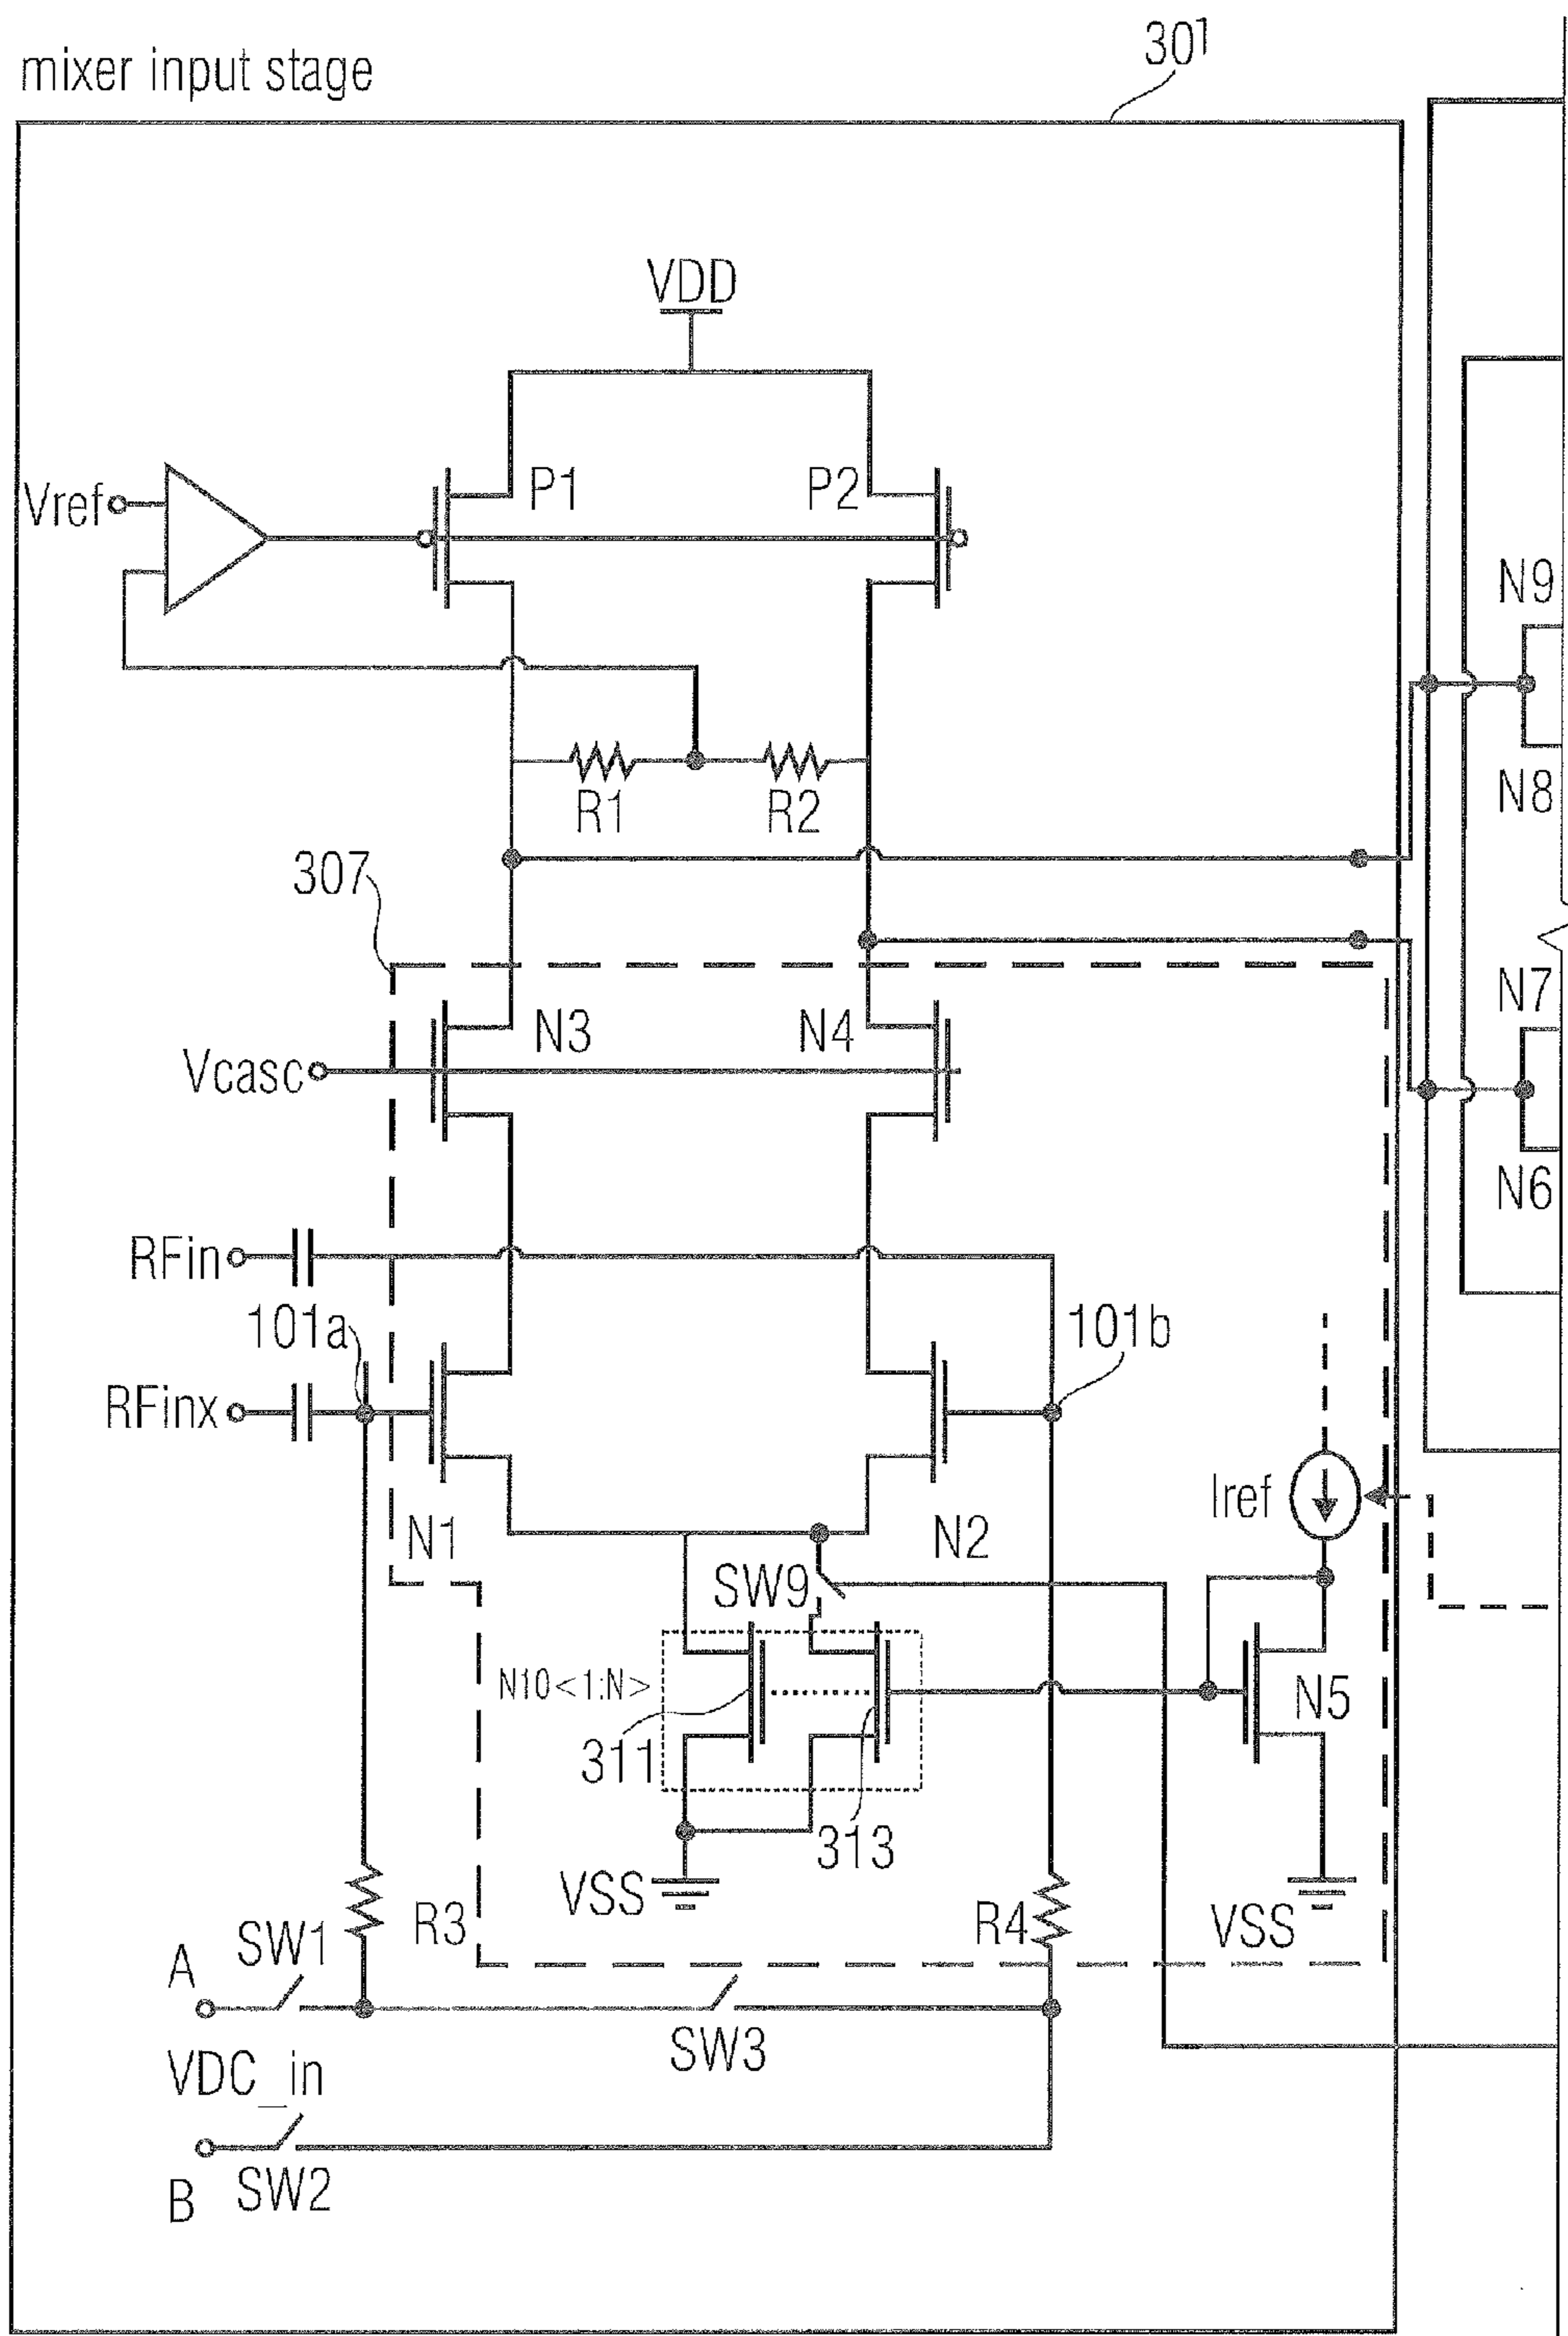 301
mixer input stage
VDD
P1
P2
Vref
N9
R1
R2
N8
307
N7
N3
N4
Vcasc
N6
RFin
101a
101b
RFinx
Iref
N1
N2
SW9
N10<1:N>
N5
311
313
VSS
R3
R4
VSS
SW1
A
SW3
VDC_in
SW2
B